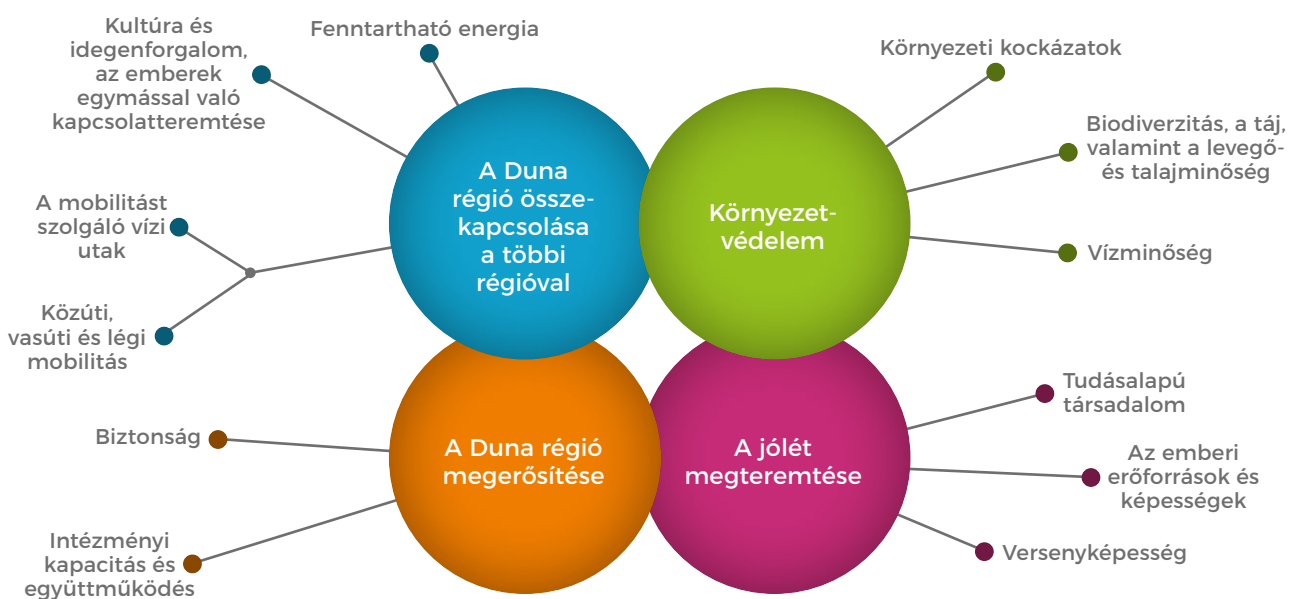 Kultúra és
idegenforgalom,
az emberek
egymással való
kapcsolatteremtése
Fenntartható energia
A mobilitást
szolgáló vízi
utak
Közúti,
vasúti és légi
mobilitás
A Duna
régió össze-
kapcsolása
a többi
régióval
Környezet-
védelem
Környezeti kockázatok
Biodiverzitás, a táj,
valamint a levegő-
és talajminőség
Vízminőség
Biztonság
Intézményi
kapacitás és
együttműködés
A Duna régió
megerősítése
A jólét
megteremtése
Tudásalapú
társadalom
Az emberi
erőforrások és
képességek
Versenyképesség